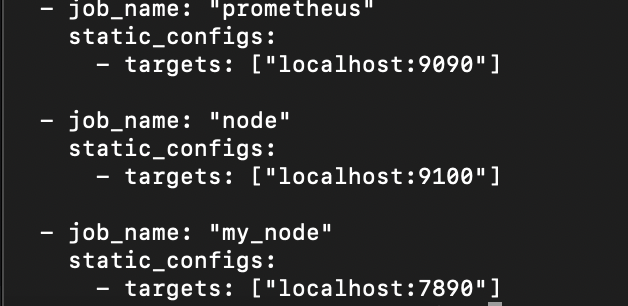 - job_name: "prometheus"
  static_configs:
    - targets: ["localhost:9090"]

- job_name: "node"
  static_configs:
    - targets: ["localhost:9100"]

- job_name: "my_node"
  static_configs:
    - targets: ["localhost:7890"]